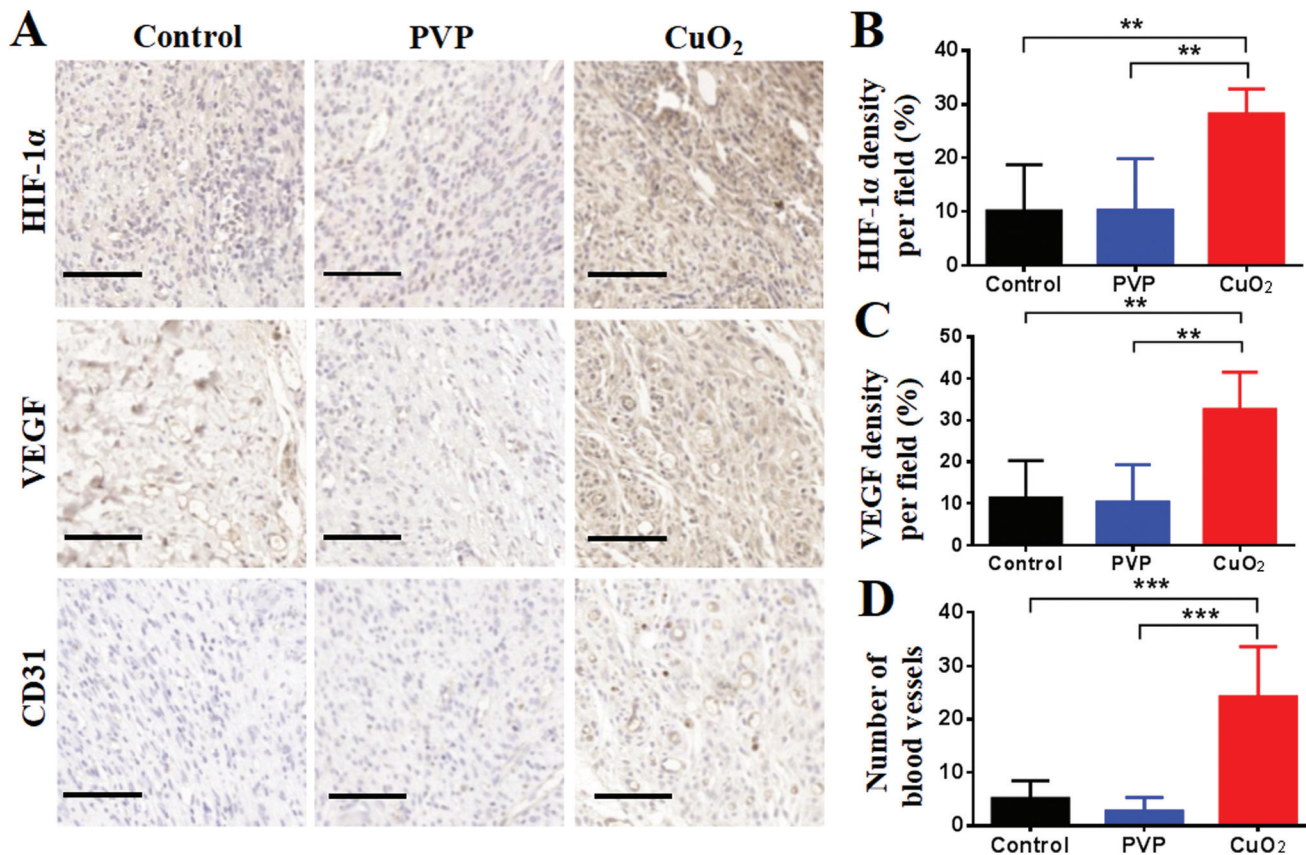 A
Control PVP CuO₂
HIF-1α
VEGF
CD31
B
**
**
40
30
20
10
0
HIF-1α density
per field (%)
Control PVP CuO₂
C
**
**
50
40
30
20
10
0
VEGF density
per field (%)
Control PVP CuO₂
D
***
***
40
30
20
10
0
Number of
blood vessels
Control PVP CuO₂